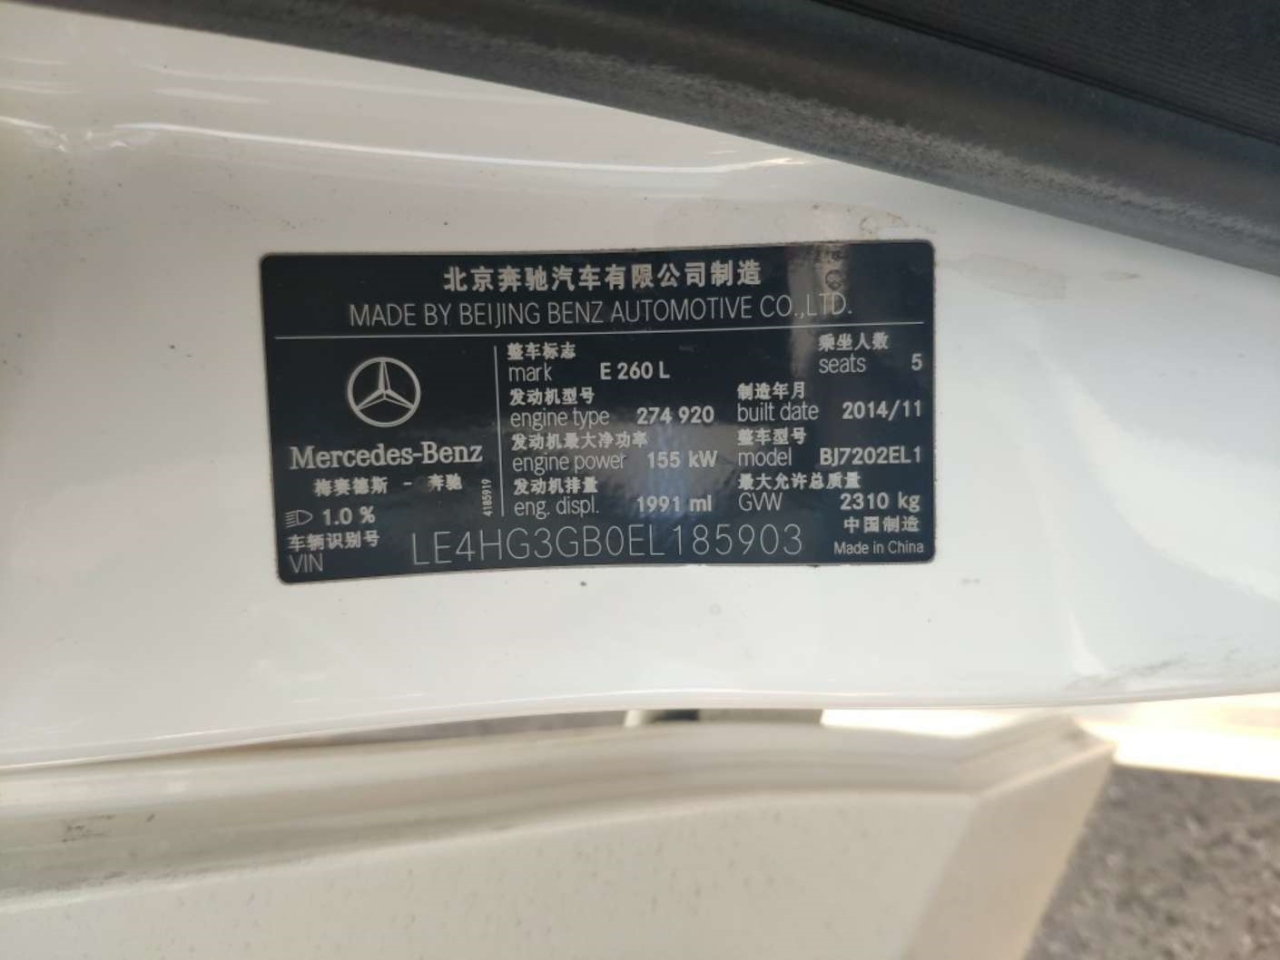 北京奔驰汽车有限公司制造
MADE BY BEIJING BENZ AUTOMOTIVE CO.,LTD.
整车标志
mark E 260 L
乘坐人数
seats 5
发动机型号
engine type 274 920
制造年月
built date 2014/11
发动机最大净功率
engine power 155 kW
整车型号
model BJ7202EL1
发动机排量
eng. displ. 1991 ml
最大允许总质量
GVW 2310 kg
Mercedes-Benz
梅赛德斯 - 奔驰
4185919
1.0 %
中国制造
Made in China
车辆识别号
VIN LE4HG3GB0EL185903